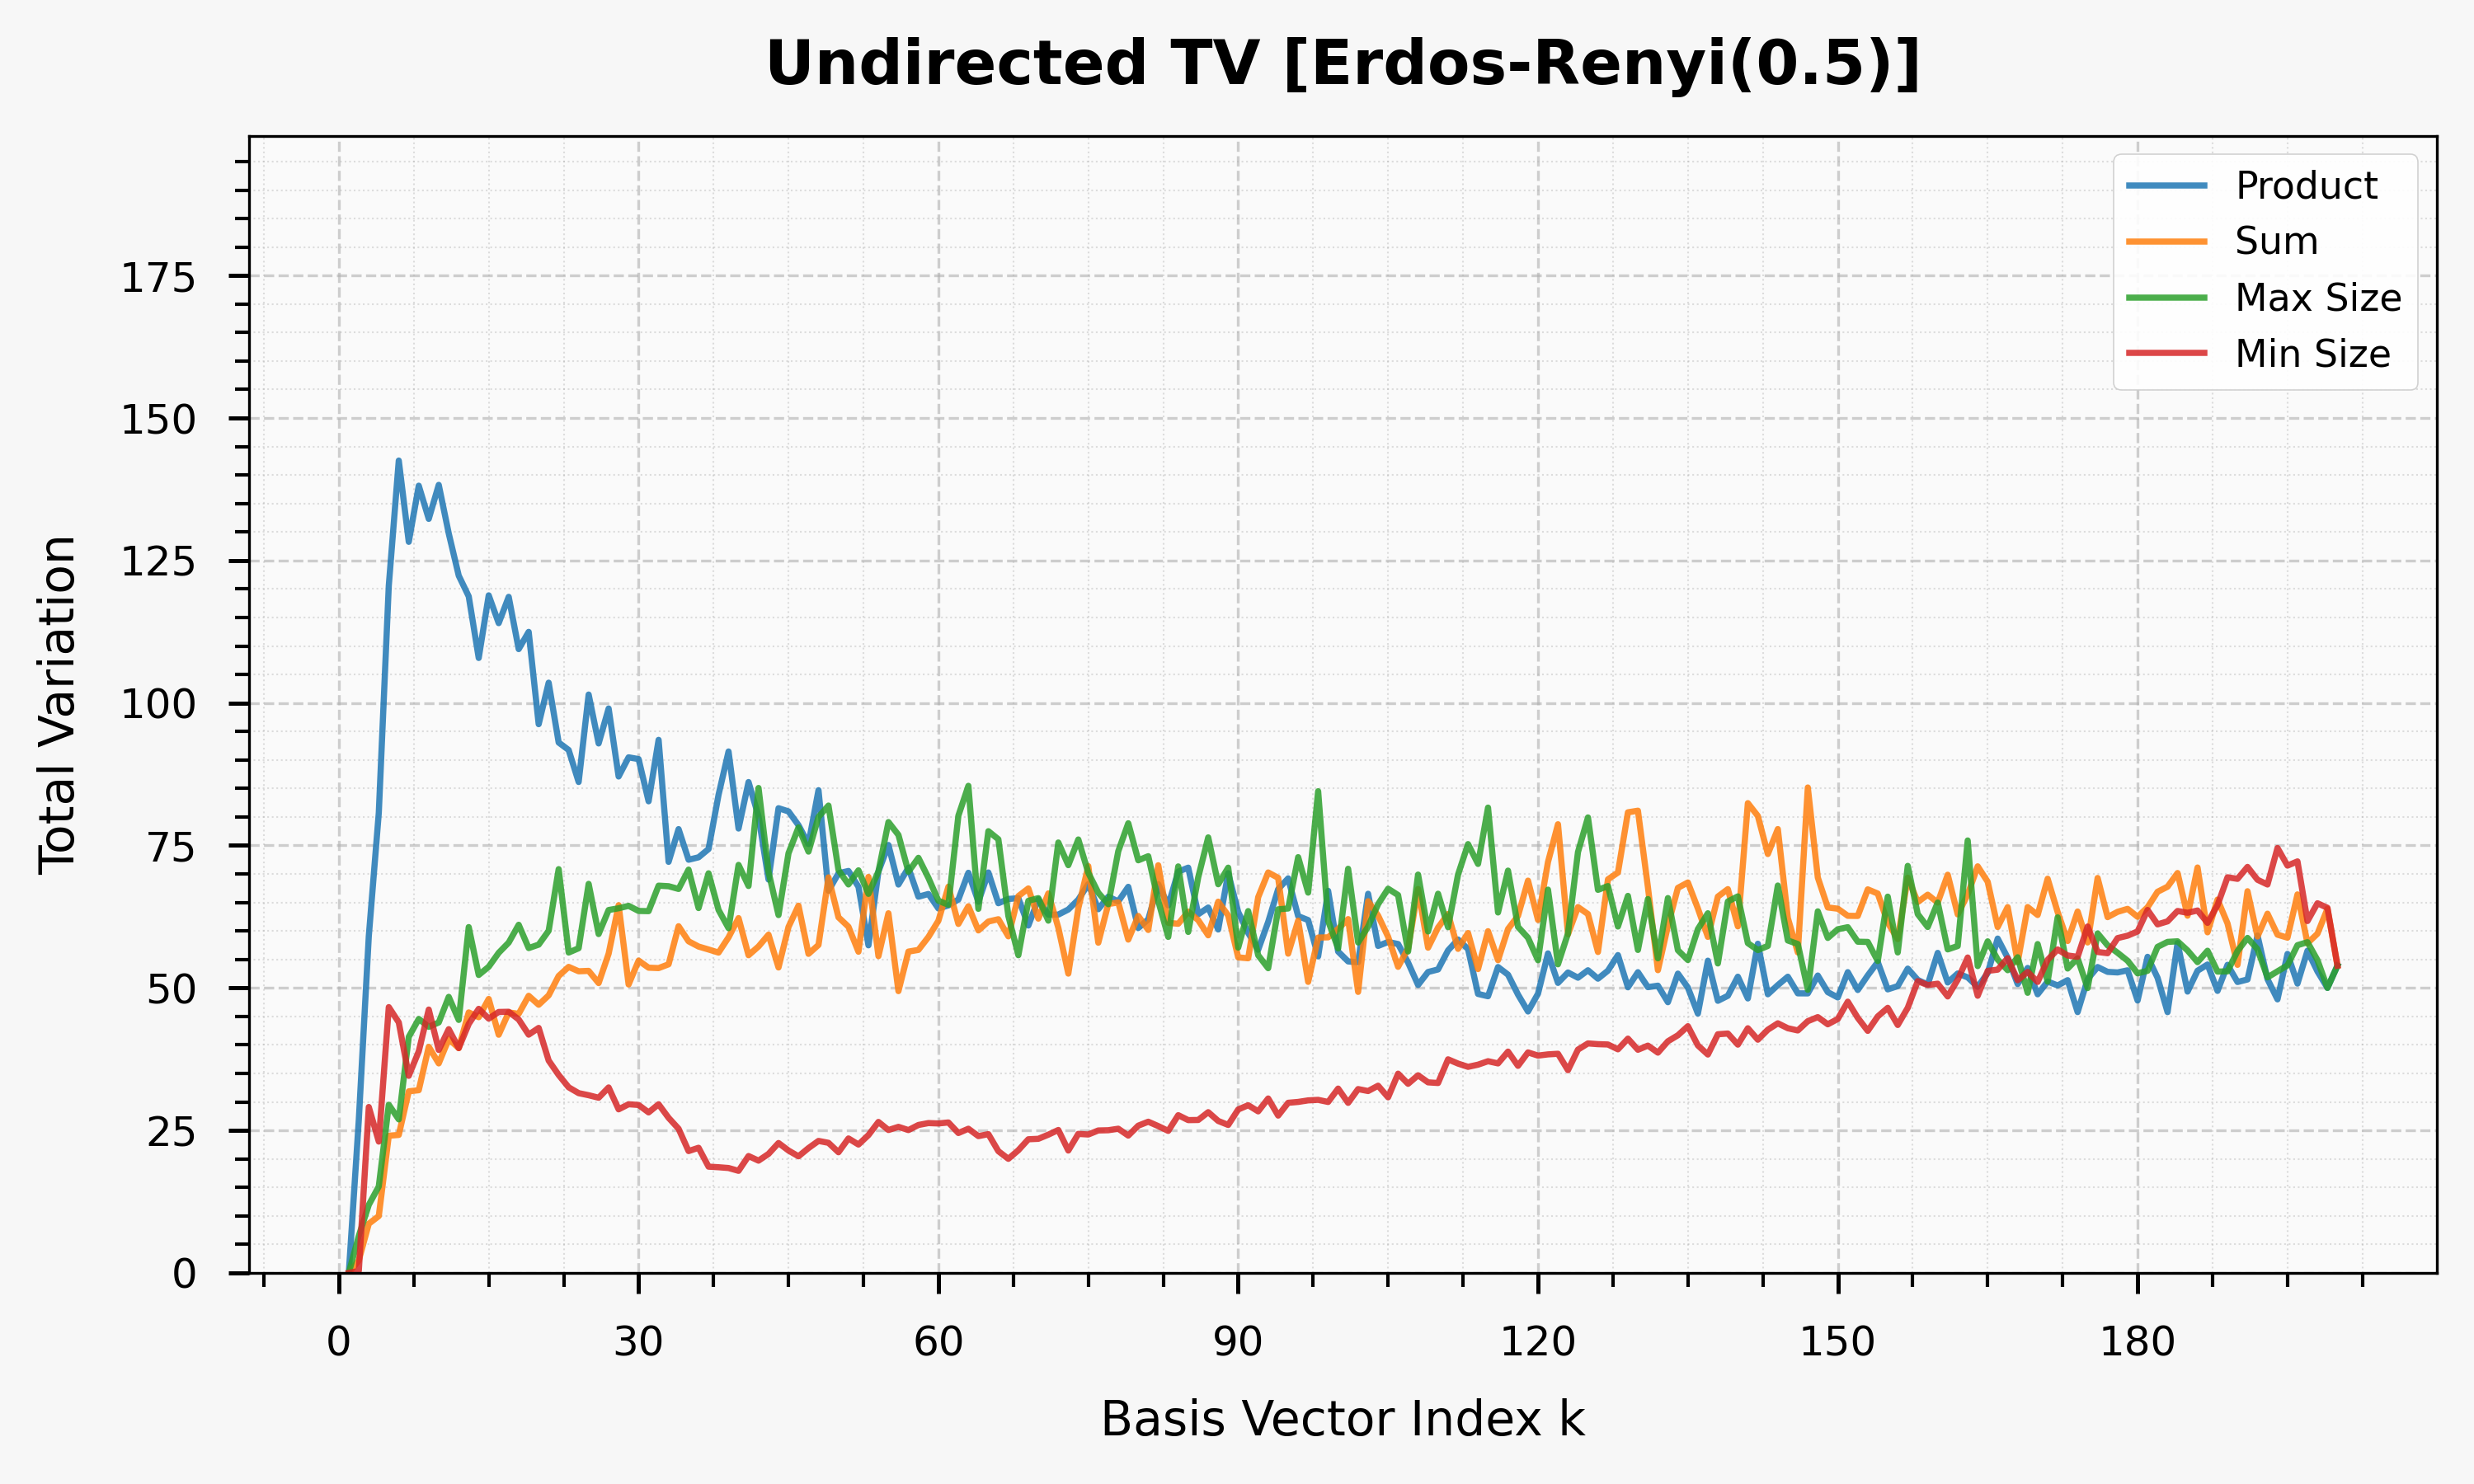 Undirected TV [Erdos-Renyi(0.5)]
Product
Sum
Max Size
Min Size
Total Variation
175
150
125
100
75
50
25
0
0 30 60 90 120 150 180
Basis Vector Index k